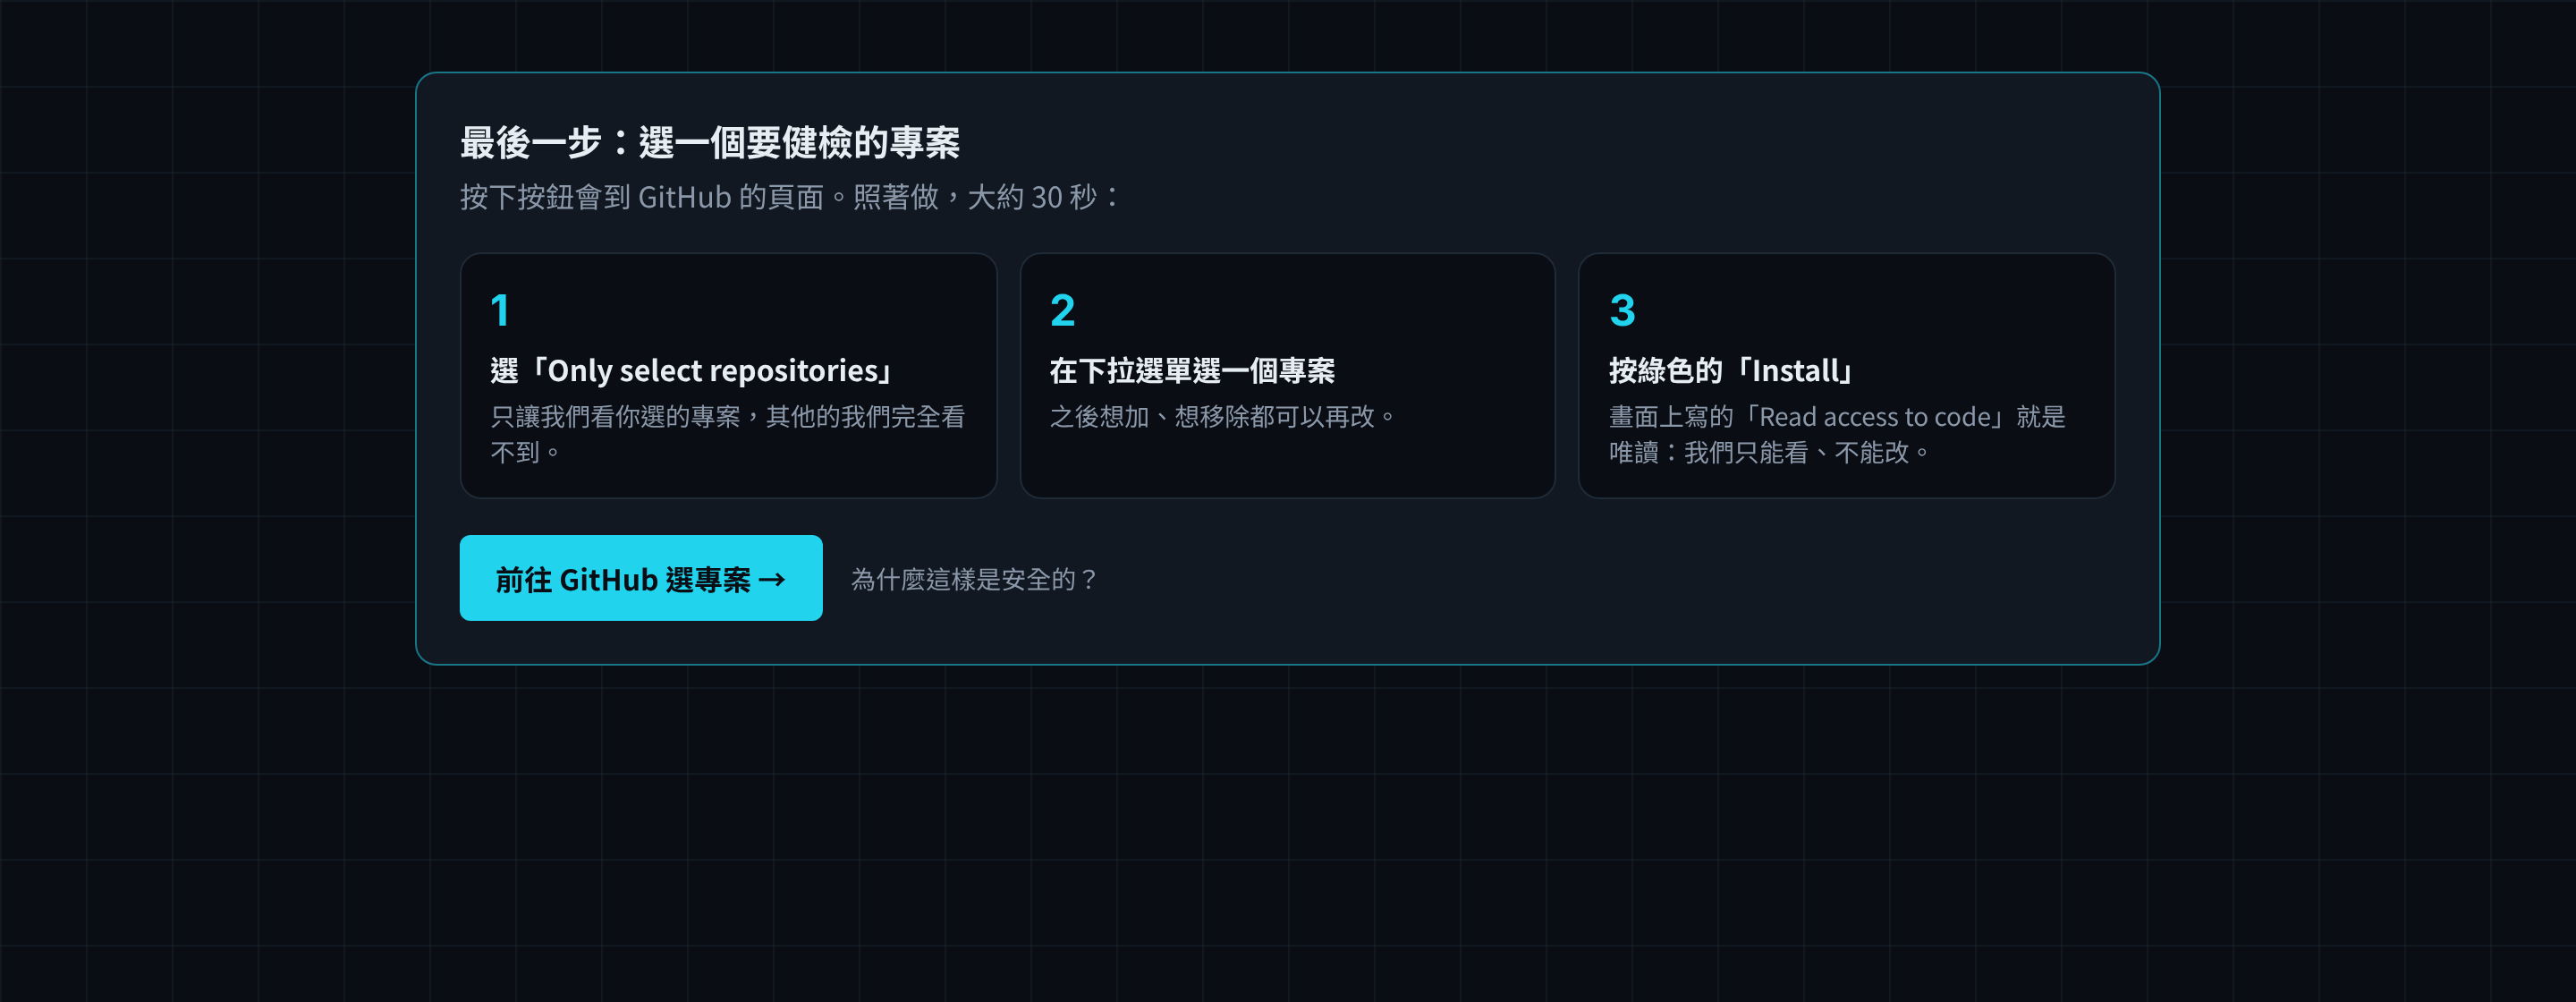 最後一步：選一個要健檢的專案
按下按鈕會到 GitHub 的頁面。照著做，大約 30 秒：
1
選「Only select repositories」
只讓我們看你選的專案，其他的我們完全看
不到。
2
在下拉選單選一個專案
之後想加、想移除都可以再改。
3
按綠色的「Install」
畫面上寫的「Read access to code」就是
唯讀：我們只能看、不能改。
前往 GitHub 選專案 →
為什麼這樣是安全的？